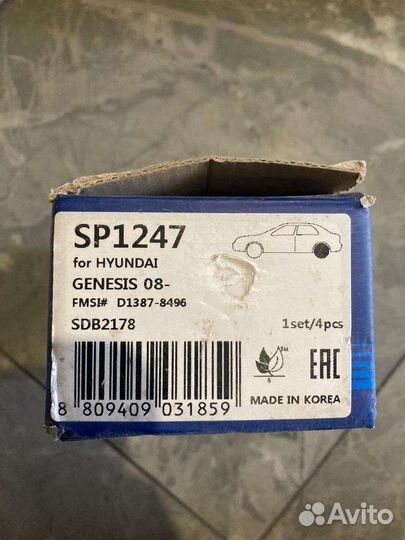 SP1247
for HYUNDAI
GENESIS 08-
FMSI# D1387-8496
SDB2178
1set/4pcs
TM
B
EAC
8 809409 031859
MADE IN KOREA
Avito